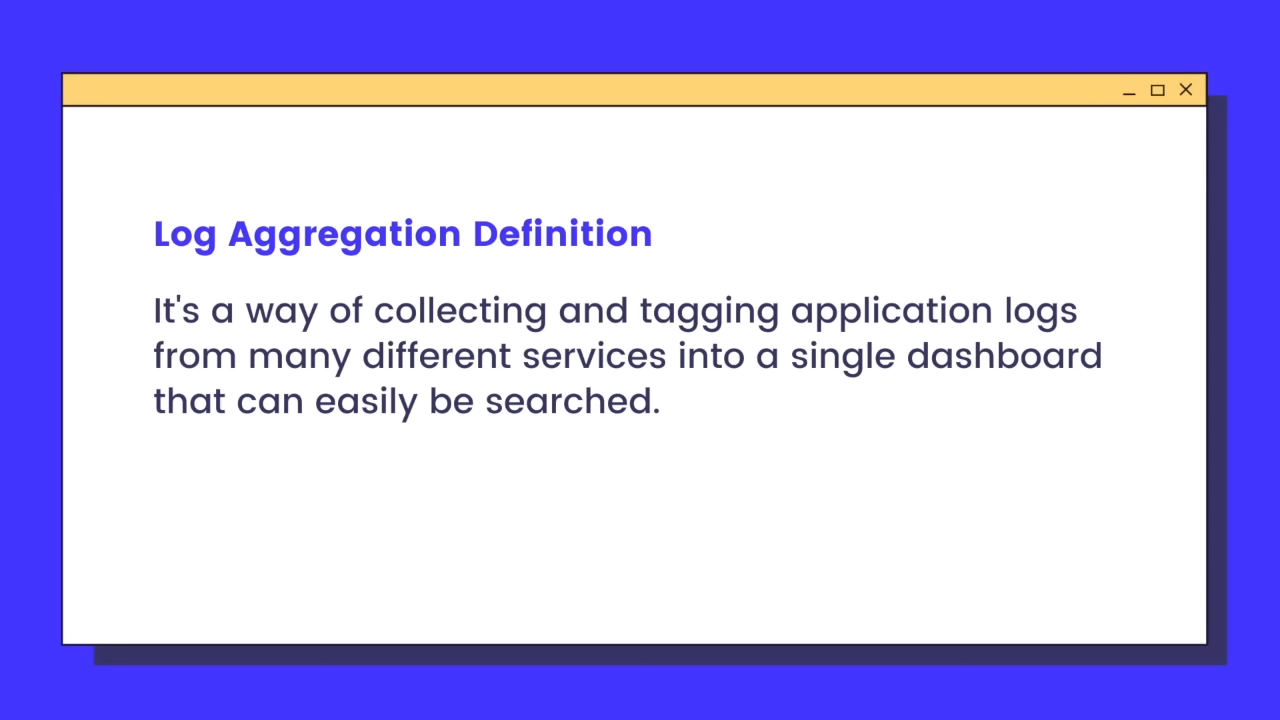 Log Aggregation Definition
It's a way of collecting and tagging application logs
from many different services into a single dashboard
that can easily be searched.